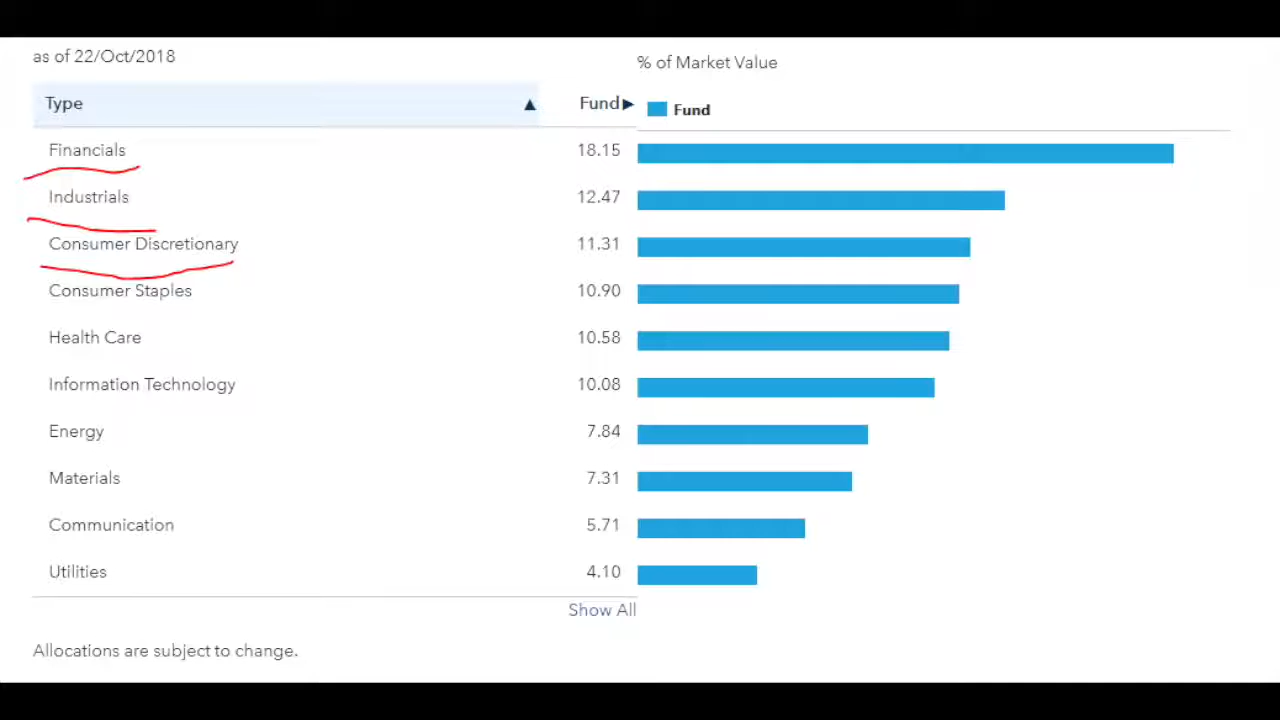 as of 22/Oct/2018
% of Market Value
Type ▲ Fund▶
Fund
Financials 18.15
Industrials 12.47
Consumer Discretionary 11.31
Consumer Staples 10.90
Health Care 10.58
Information Technology 10.08
Energy 7.84
Materials 7.31
Communication 5.71
Utilities 4.10
Show All
Allocations are subject to change.